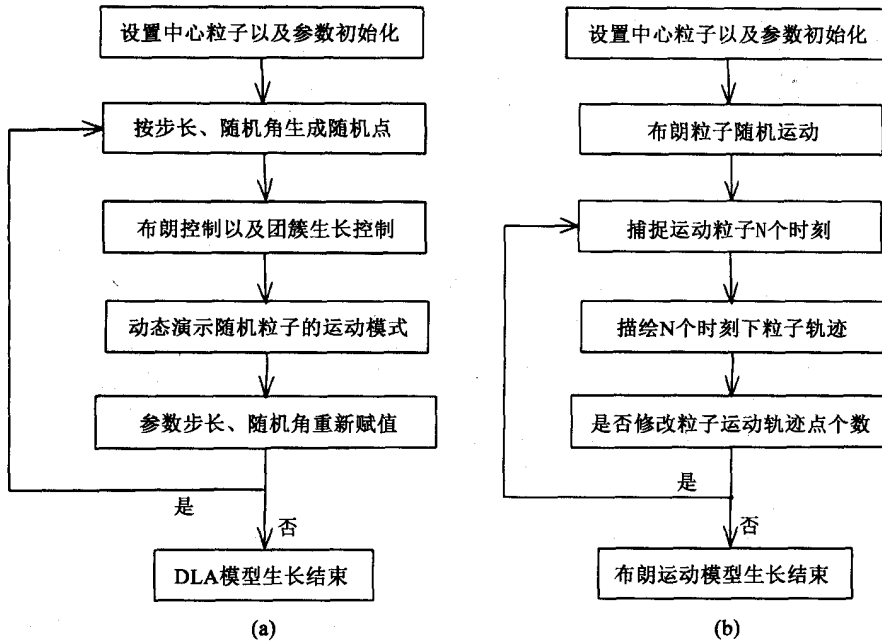 设置中心粒子以及参数初始化
按步长、随机角生成随机点
布朗控制以及团簇生长控制
动态演示随机粒子的运动模式
参数步长、随机角重新赋值
是
否
DLA模型生长结束
(a)
设置中心粒子以及参数初始化
布朗粒子随机运动
捕捉运动粒子N个时刻
描绘N个时刻下粒子轨迹
是否修改粒子运动轨迹点个数
是
否
布朗运动模型生长结束
(b)